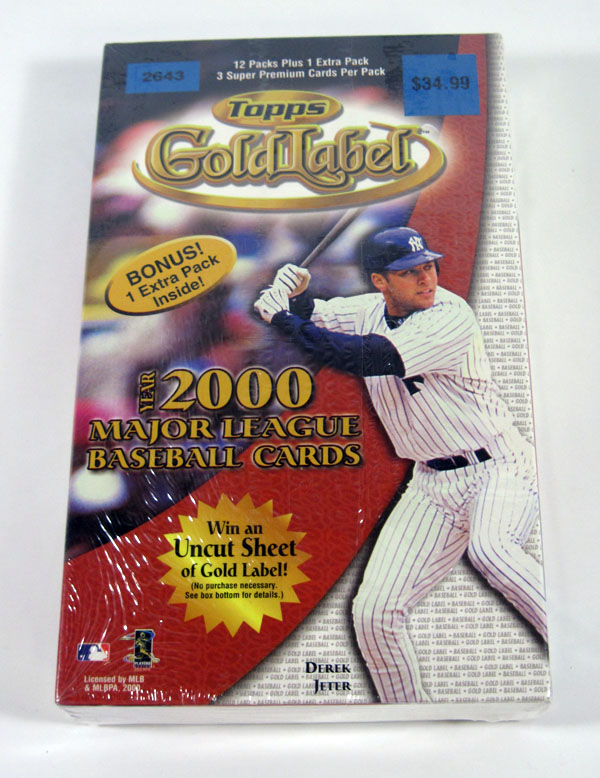 12 Packs Plus 1 Extra Pack
3 Super Premium Cards Per Pack
2643
$34.99
Topps
Gold Label
™
BONUS!
1 Extra Pack
Inside!
YEAR 2000
MAJOR LEAGUE
BASEBALL CARDS
Win an
Uncut Sheet
of Gold Label!
(No purchase necessary.
See box bottom for details.)
Licensed by MLB
& MLBPA, 2000
DEREK
JETER